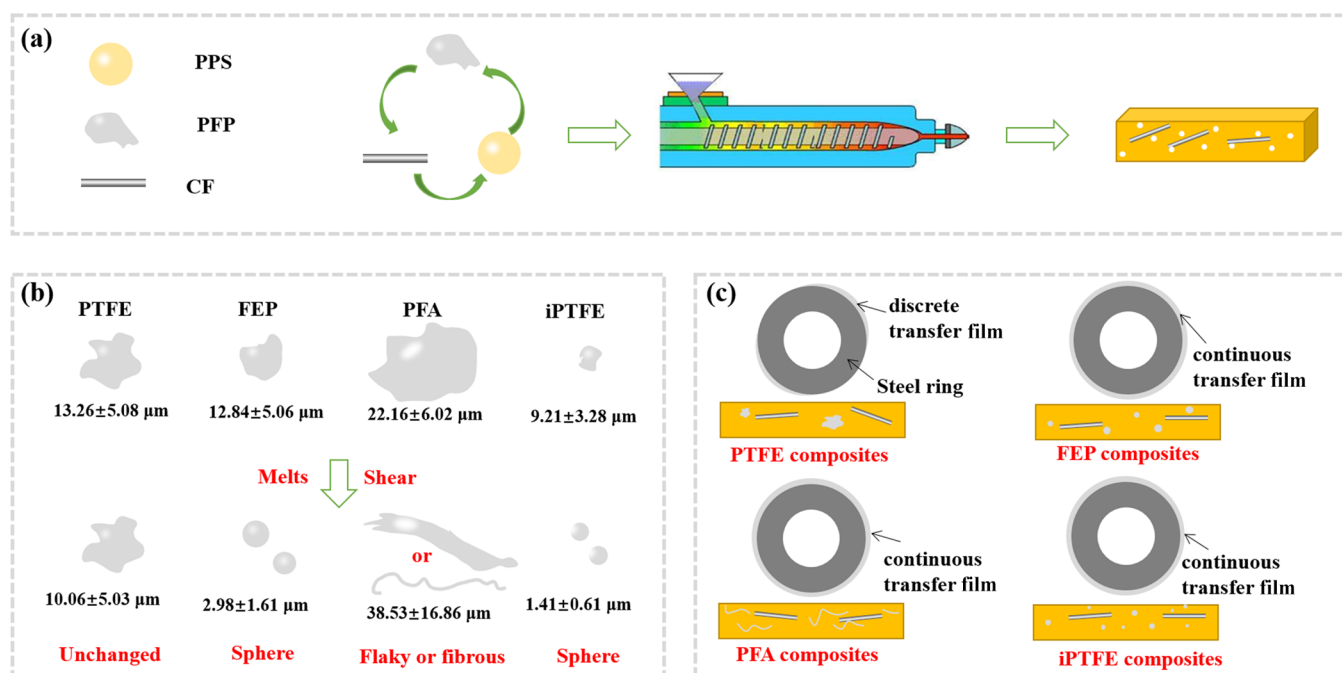 (a)
PPS
PFP
CF
(b)
PTFE
FEP
PFA
iPTFE
13.26±5.08 μm
12.84±5.06 μm
22.16±6.02 μm
9.21±3.28 μm
Melts
Shear
or
10.06±5.03 μm
2.98±1.61 μm
38.53±16.86 μm
1.41±0.61 μm
Unchanged
Sphere
Flaky or fibrous
Sphere
(c)
discrete
transfer film
Steel ring
PTFE composites
continuous
transfer film
FEP composites
continuous
transfer film
PFA composites
continuous
transfer film
iPTFE composites